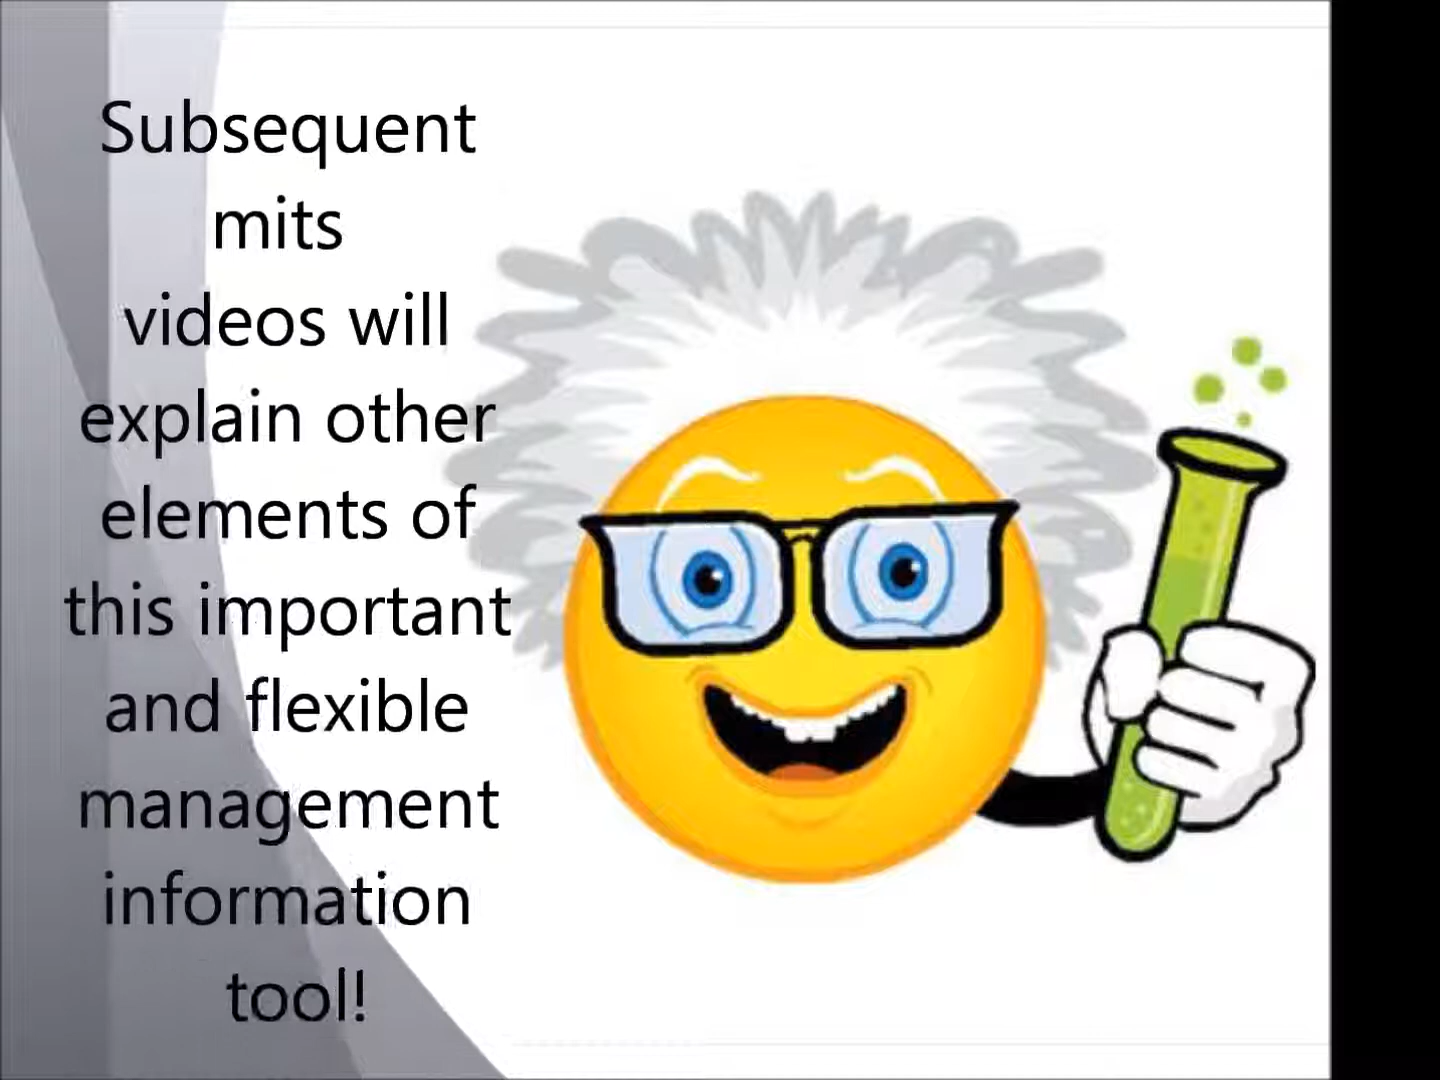 Subsequent
mits
videos will
explain other
elements of
this important
and flexible
management
information
tool!